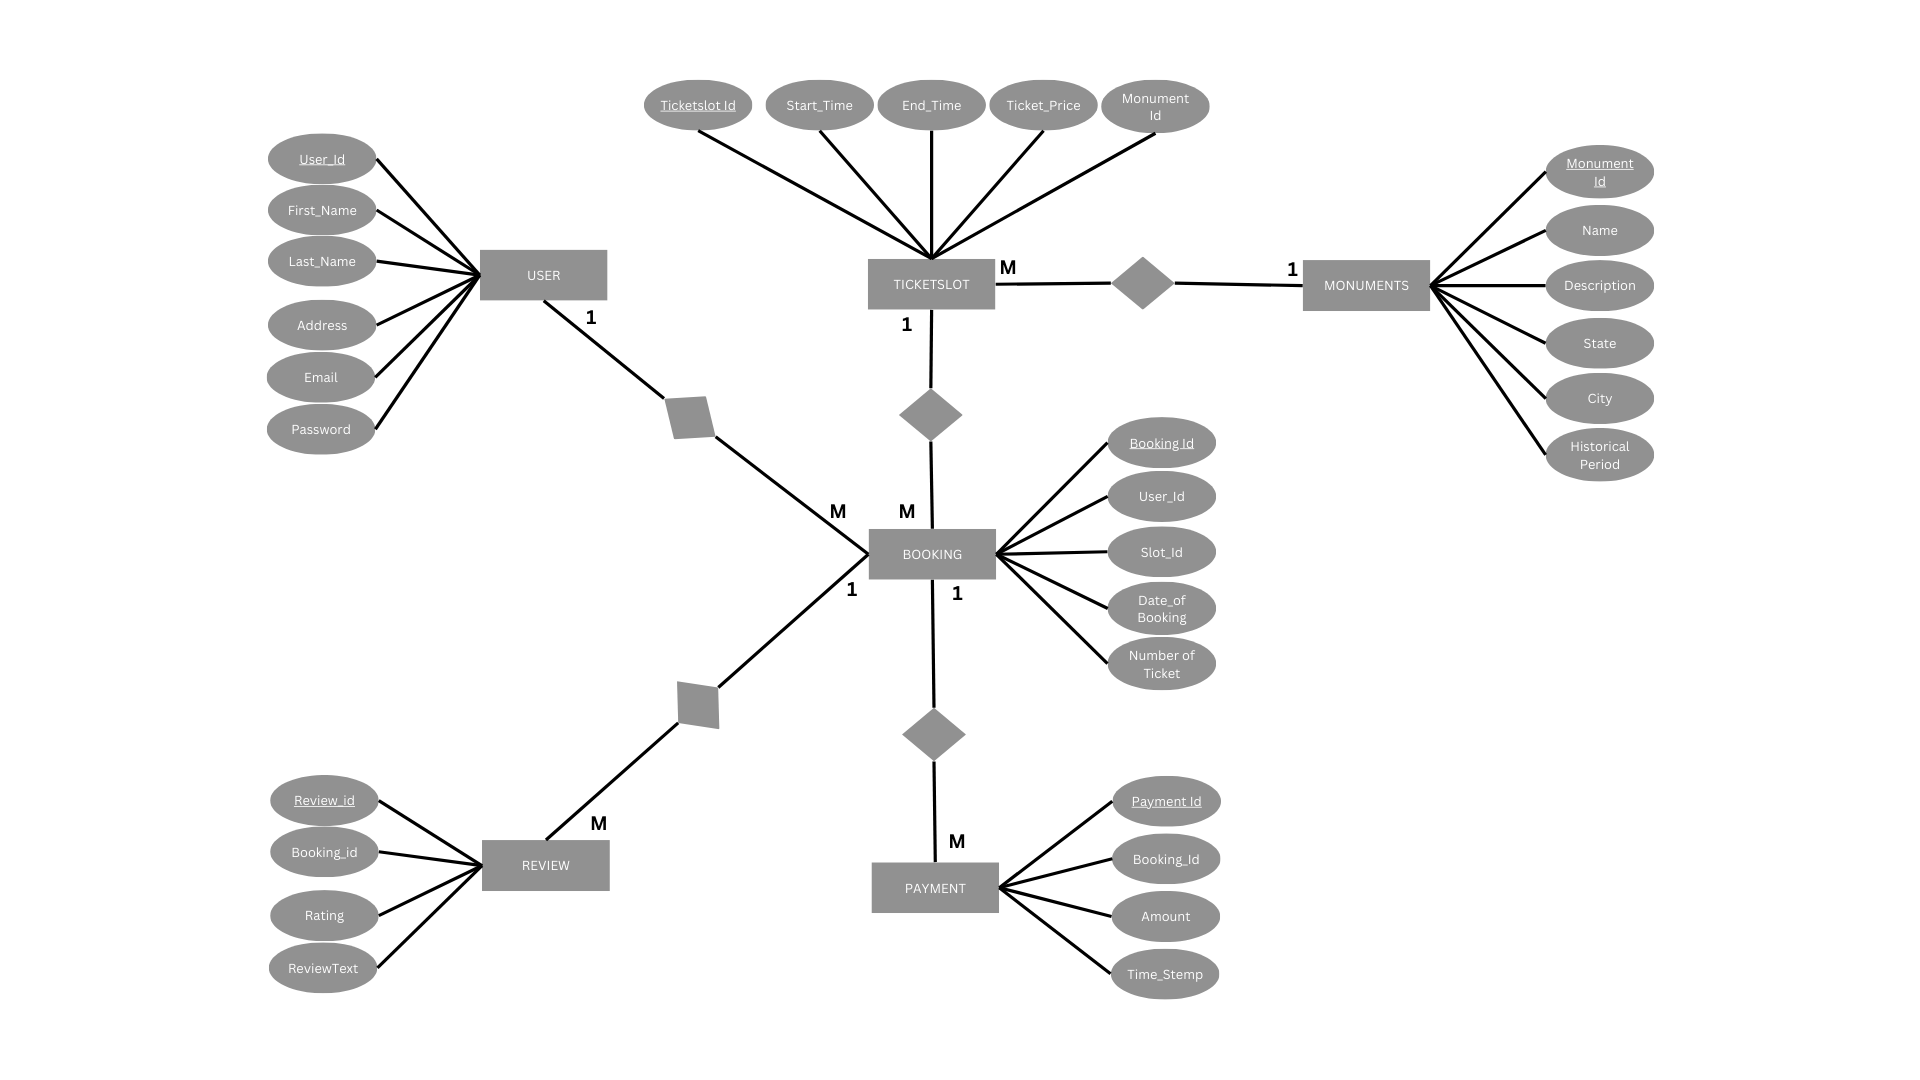 Ticketslot Id
Start_Time
End_Time
Ticket_Price
Monument
Id
User_Id
First_Name
Last_Name
Address
Email
Password
USER
1
TICKETSLOT
M
1
1
MONUMENTS
Monument
Id
Name
Description
State
City
Historical
Period
M
M
BOOKING
1
1
Booking Id
User_Id
Slot_Id
Date_of
Booking
Number of
Ticket
Review_id
Booking_id
Rating
ReviewText
M
REVIEW
M
PAYMENT
Payment Id
Booking_Id
Amount
Time_Stemp